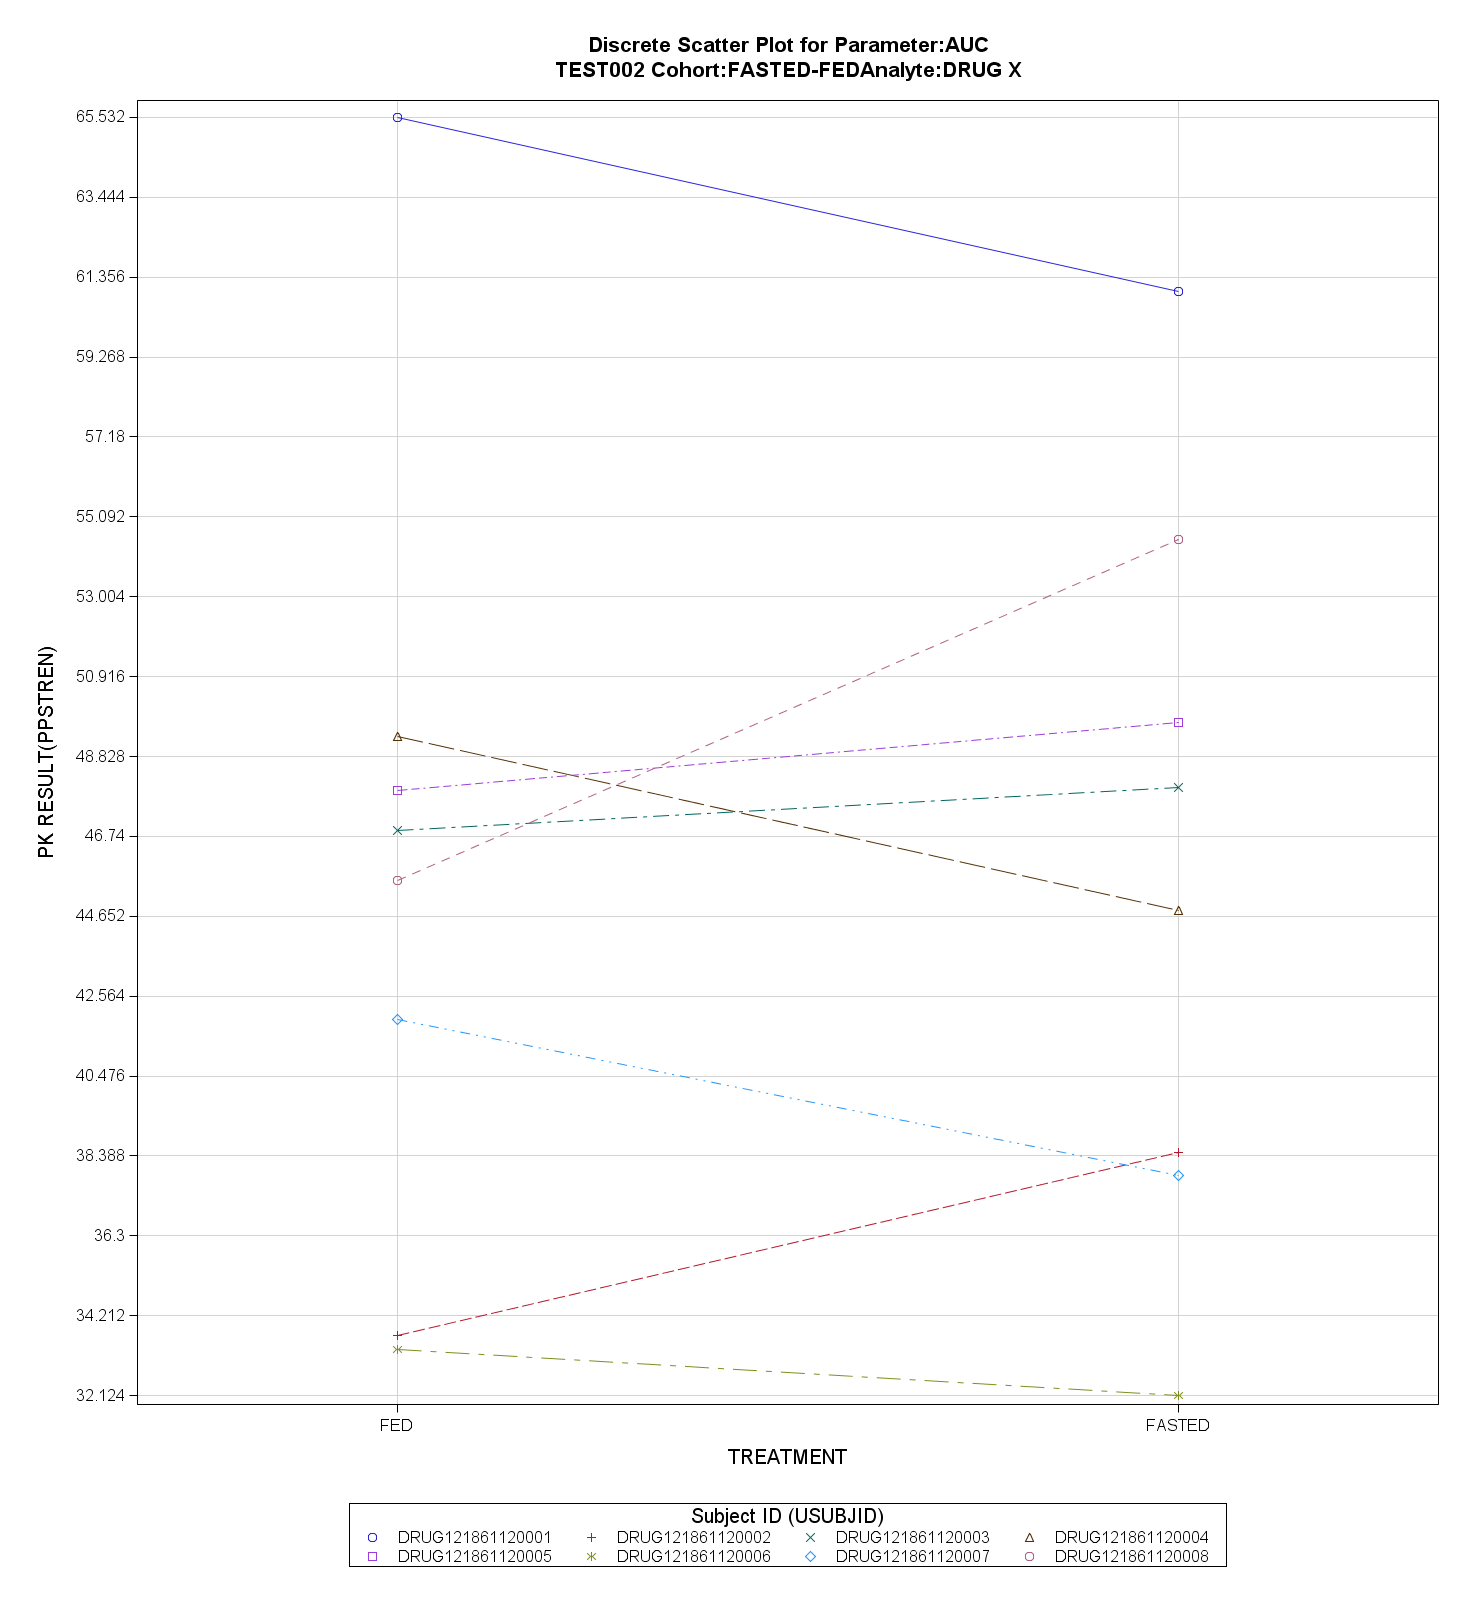 Discrete Scatter Plot for Parameter:AUC
TEST002 Cohort:FASTED-FEDAnalyte:DRUG X
65.532
63.444
61.356
59.268
57.18
55.092
53.004
50.916
48.828
46.74
44.652
42.564
40.476
38.388
36.3
34.212
32.124
PK RESULT(PPSTREN)
FED FASTED
TREATMENT
Subject ID (USUBJID)
DRUG121861120001 DRUG121861120002 DRUG121861120003 DRUG121861120004
DRUG121861120005 DRUG121861120006 DRUG121861120007 DRUG121861120008